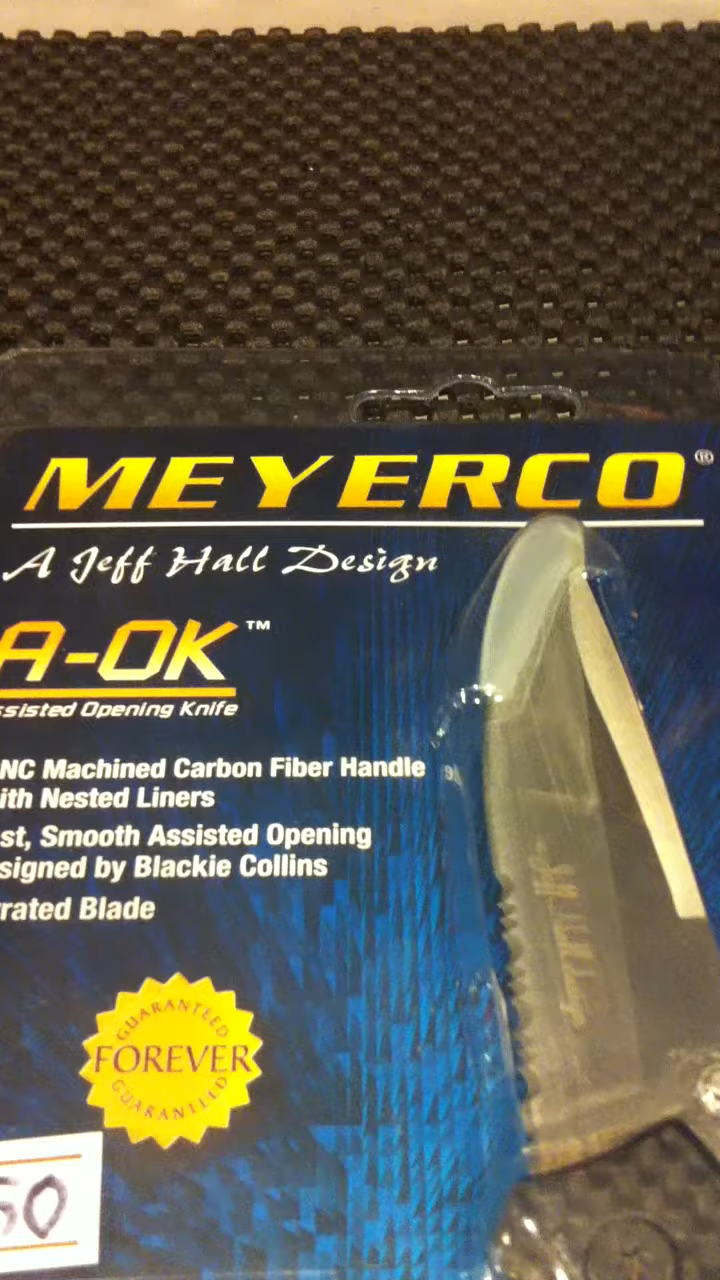 MEYERCO®
A Jeff Hall Design
A-OK™
ssisted Opening Knife
NC Machined Carbon Fiber Handle
ith Nested Liners
st, Smooth Assisted Opening
signed by Blackie Collins
rrated Blade
GUARANTEED
FOREVER
GUARANTEED
50